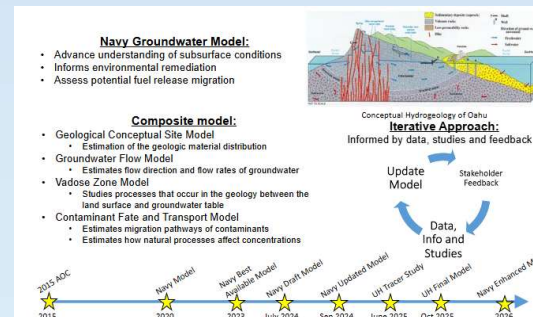 Navy Groundwater Model:
• Advance understanding of subsurface conditions
• Informs environmental remediation
• Assess potential fuel release migration
Composite model:
• Geological Conceptual Site Model
• Estimation of the geologic material distribution
• Groundwater Flow Model
• Estimates flow direction and flow rates of groundwater
• Vadose Zone Model
• Studies processes that occur in the geology between the
land surface and groundwater table
• Contaminant Fate and Transport Model
• Estimates migration pathways of contaminants
• Estimates how natural processes affect concentrations
Conceptual Hydrogeology of Oahu
Iterative Approach:
Informed by data, studies and feedback
Update
Model
Stakeholder
Feedback
Data,
Info and
Studies
2015 AOC
Navy Model
Navy Best
Available Model
Navy Draft Model
Navy Updated Model
UH Tracer Study
UH Final Model
Navy Enhanced M
2015
2020
2023
July 2024
Sep 2024
June 2025
Oct 2025
2026